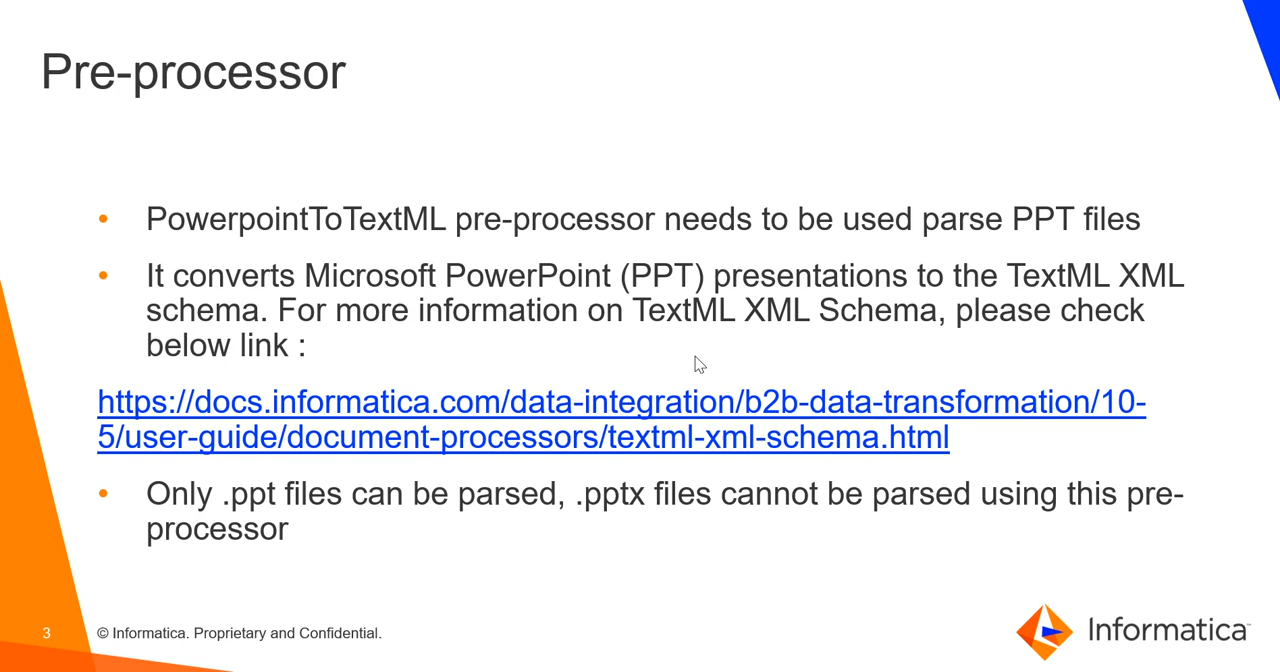 Pre-processor
• PowerpointToTextML pre-processor needs to be used parse PPT files
• It converts Microsoft PowerPoint (PPT) presentations to the TextML XML
schema. For more information on TextML XML Schema, please check
below link :
https://docs.informatica.com/data-integration/b2b-data-transformation/10-
5/user-guide/document-processors/textml-xml-schema.html
• Only .ppt files can be parsed, .pptx files cannot be parsed using this pre-
processor
3 © Informatica. Proprietary and Confidential.
Informatica™